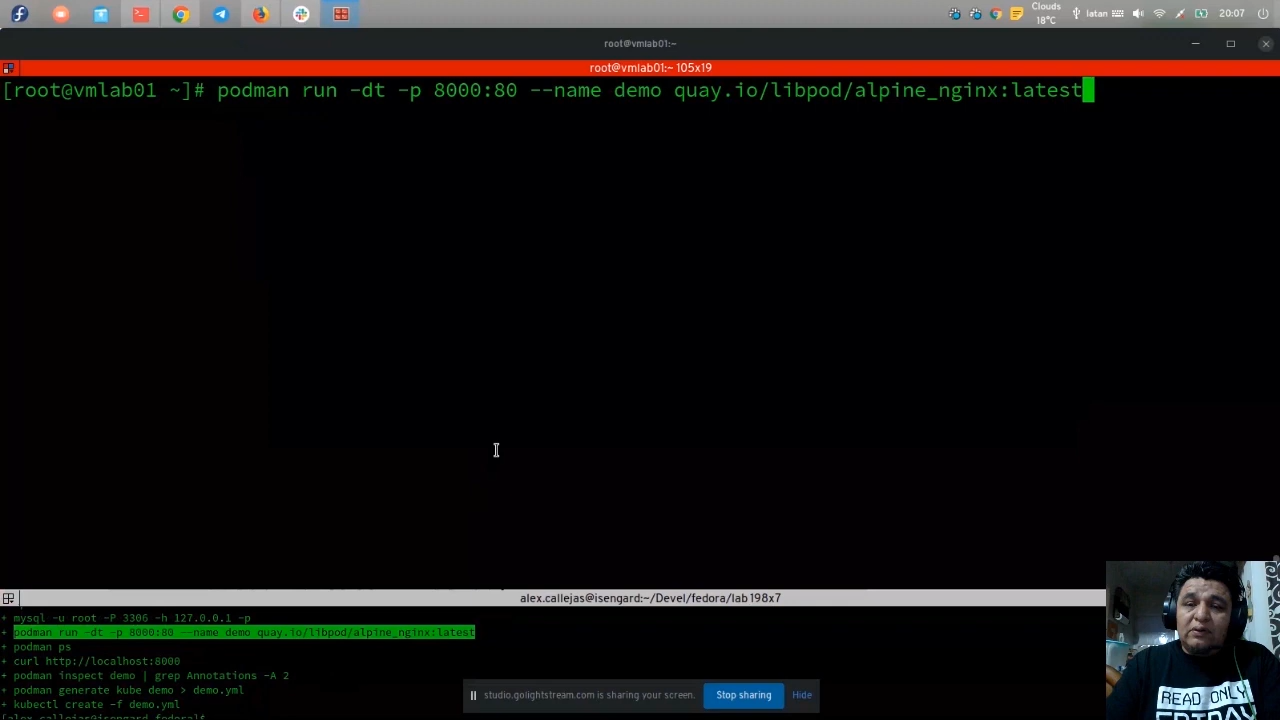 Clouds
18°C
latan
20:07
root@vmlab01:~
root@vmlab01:~ 105x19
[root@vmlab01 ~]# podman run -dt -p 8000:80 --name demo quay.io/libpod/alpine_nginx:latest
alex.callejas@isengard:~/Devel/fedora/lab 198x7
+ mysql -u root -P 3306 -h 127.0.0.1 -p
+ podman run -dt -p 8000:80 --name demo quay.io/libpod/alpine_nginx:latest
+ podman ps
+ curl http://localhost:8000
+ podman inspect demo | grep Annotations -A 2
+ podman generate kube demo > demo.yml
+ kubectl create -f demo.yml
studio.golightstream.com is sharing your screen.
Stop sharing
Hide
READ ONLY
FRIDAY